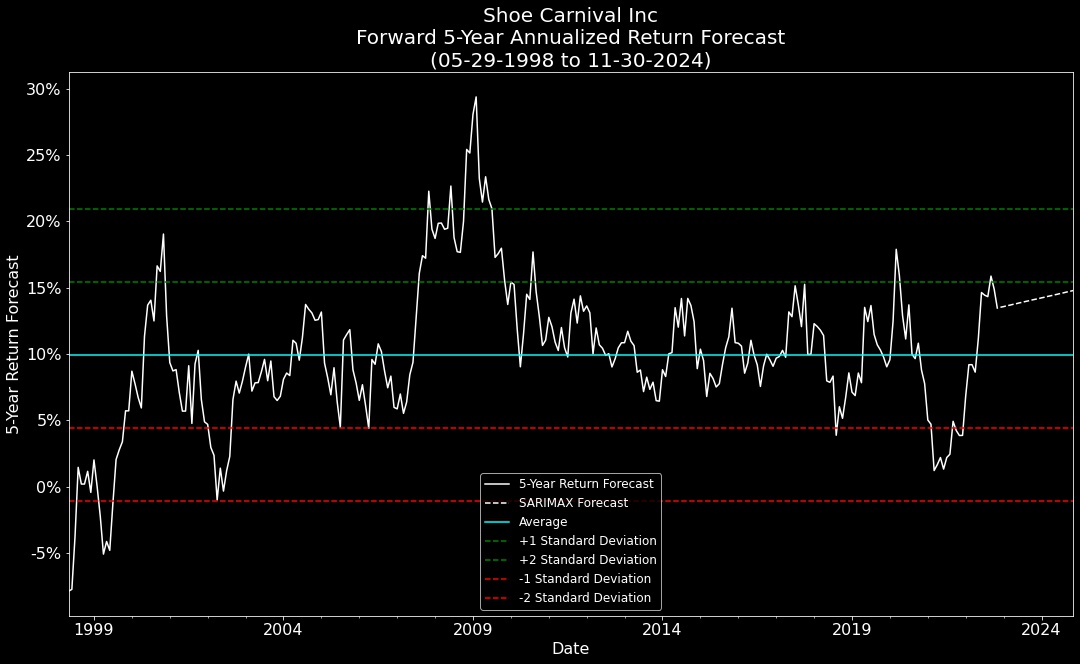 Shoe Carnival Inc
Forward 5-Year Annualized Return Forecast
(05-29-1998 to 11-30-2024)
5-Year Return Forecast
30%
25%
20%
15%
10%
5%
0%
-5%
5-Year Return Forecast
SARIMAX Forecast
Average
+1 Standard Deviation
+2 Standard Deviation
-1 Standard Deviation
-2 Standard Deviation
1999 2004 2009 2014 2019 2024
Date